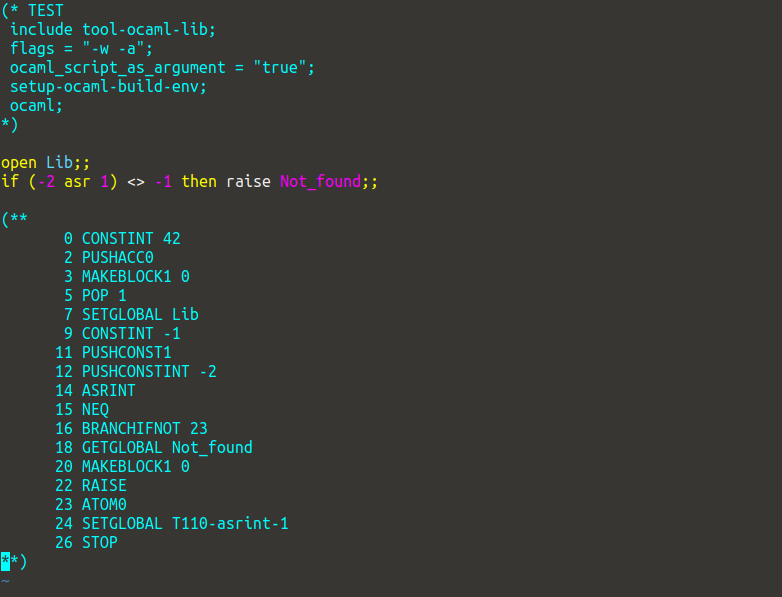 (* TEST
 include tool-ocaml-lib;
 flags = "-w -a";
 ocaml_script_as_argument = "true";
 setup-ocaml-build-env;
 ocaml;
*)

open Lib;;
if (-2 asr 1) <> -1 then raise Not_found;;

(**
       0 CONSTINT 42
       2 PUSHACC0
       3 MAKEBLOCK1 0
       5 POP 1
       7 SETGLOBAL Lib
       9 CONSTINT -1
      11 PUSHCONST1
      12 PUSHCONSTINT -2
      14 ASRINT
      15 NEQ
      16 BRANCHIFNOT 23
      18 GETGLOBAL Not_found
      20 MAKEBLOCK1 0
      22 RAISE
      23 ATOM0
      24 SETGLOBAL T110-asrint-1
      26 STOP
**)
~